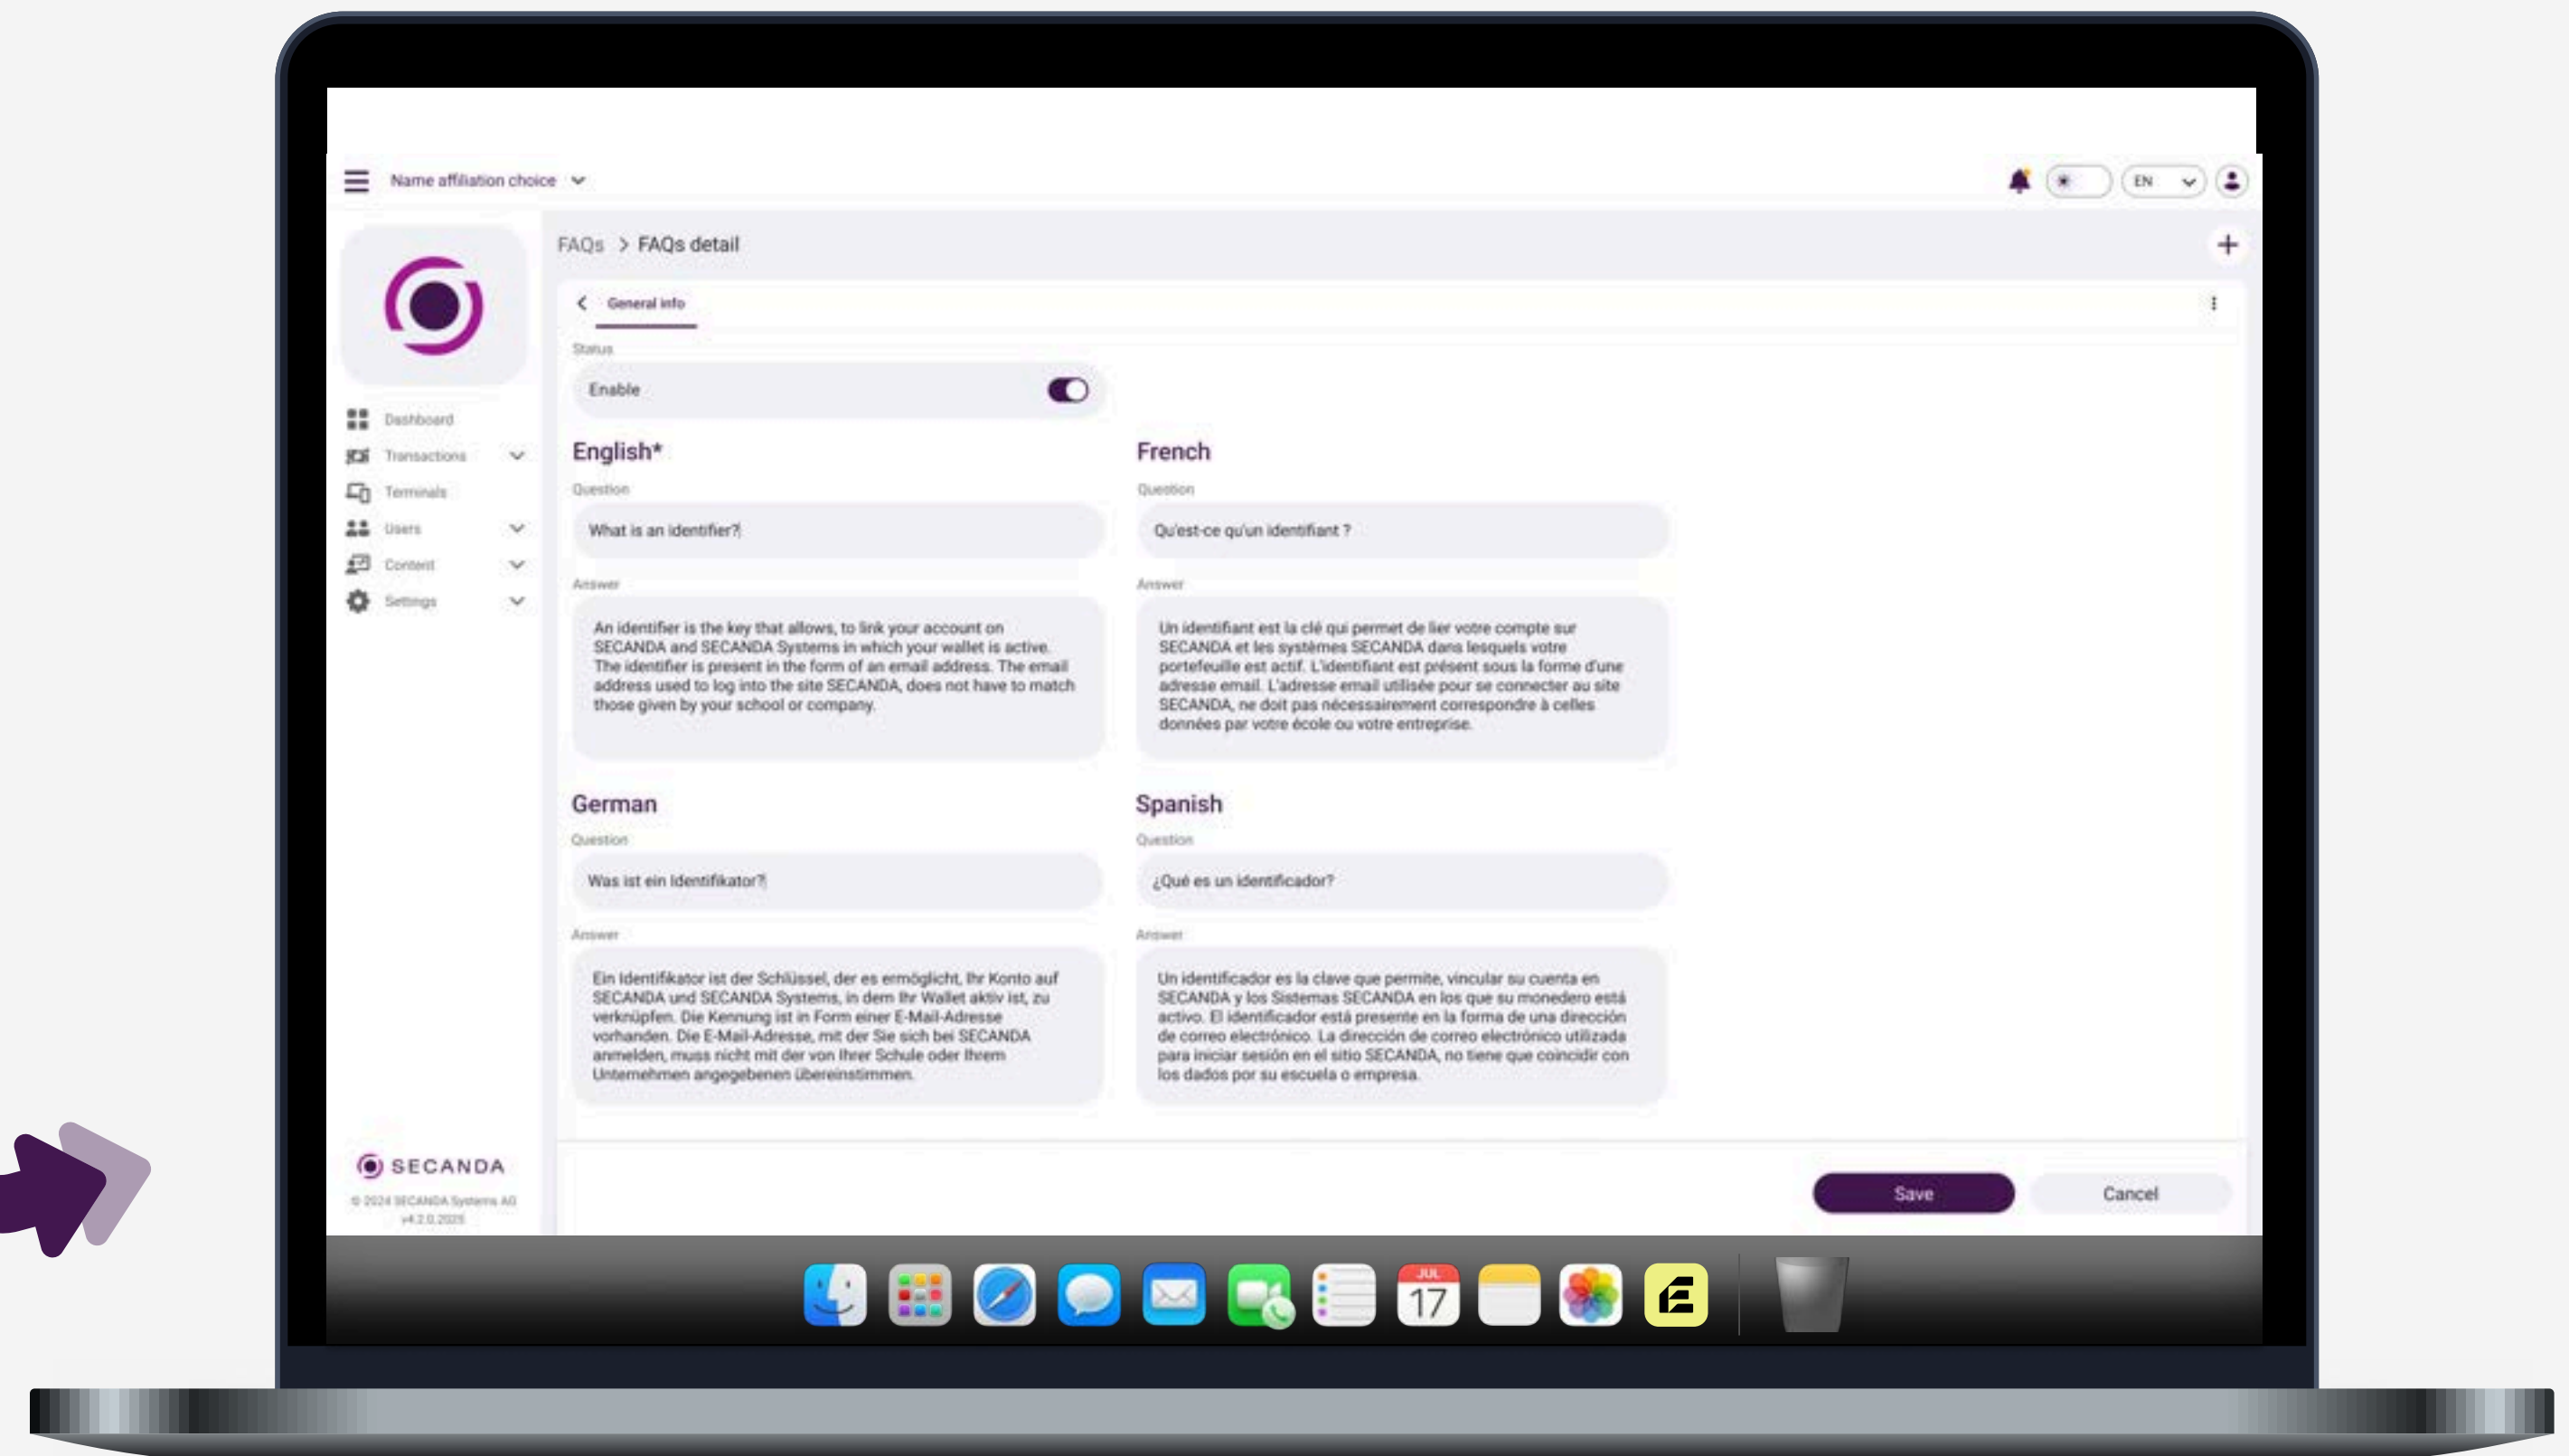 Name affiliation choice
EN
FAQs > FAQs detail
General info
Status
Enable
Dashboard
Transactions
Terminals
Users
Content
Settings
English*
Question
What is an identifier?
Answer
An identifier is the key that allows, to link your account on
SECANDA and SECANDA Systems in which your wallet is active.
The identifier is present in the form of an email address. The email
address used to log into the site SECANDA, does not have to match
those given by your school or company.
French
Question
Qu'est-ce qu'un identifiant ?
Answer
Un identifiant est la clé qui permet de lier votre compte sur
SECANDA et les systèmes SECANDA dans lesquels votre
portefeuille est actif. L'identifiant est présent sous la forme d'une
adresse email. L'adresse email utilisée pour se connecter au site
SECANDA, ne doit pas nécessairement correspondre à celles
données par votre école ou votre entreprise.
German
Question
Was ist ein Identifikator?
Answer
Ein Identifikator ist der Schlüssel, der es ermöglicht, Ihr Konto auf
SECANDA und SECANDA Systems, in dem Ihr Wallet aktiv ist, zu
verknüpfen. Die Kennung ist in Form einer E-Mail-Adresse
vorhanden. Die E-Mail-Adresse, mit der Sie sich bei SECANDA
anmelden, muss nicht mit der von Ihrer Schule oder Ihrem
Unternehmen angegebenen übereinstimmen.
Spanish
Question
¿Qué es un identificador?
Answer
Un identificador es la clave que permite, vincular su cuenta en
SECANDA y los Sistemas SECANDA en los que su monedero está
activo. El identificador está presente en la forma de una dirección
de correo electrónico. La dirección de correo electrónico utilizada
para iniciar sesión en el sitio SECANDA, no tiene que coincidir con
los dados por su escuela o empresa.
SECANDA
© 2024 SECANDA Systems AG
v4.2.0.2025
Save
Cancel
JUL
17